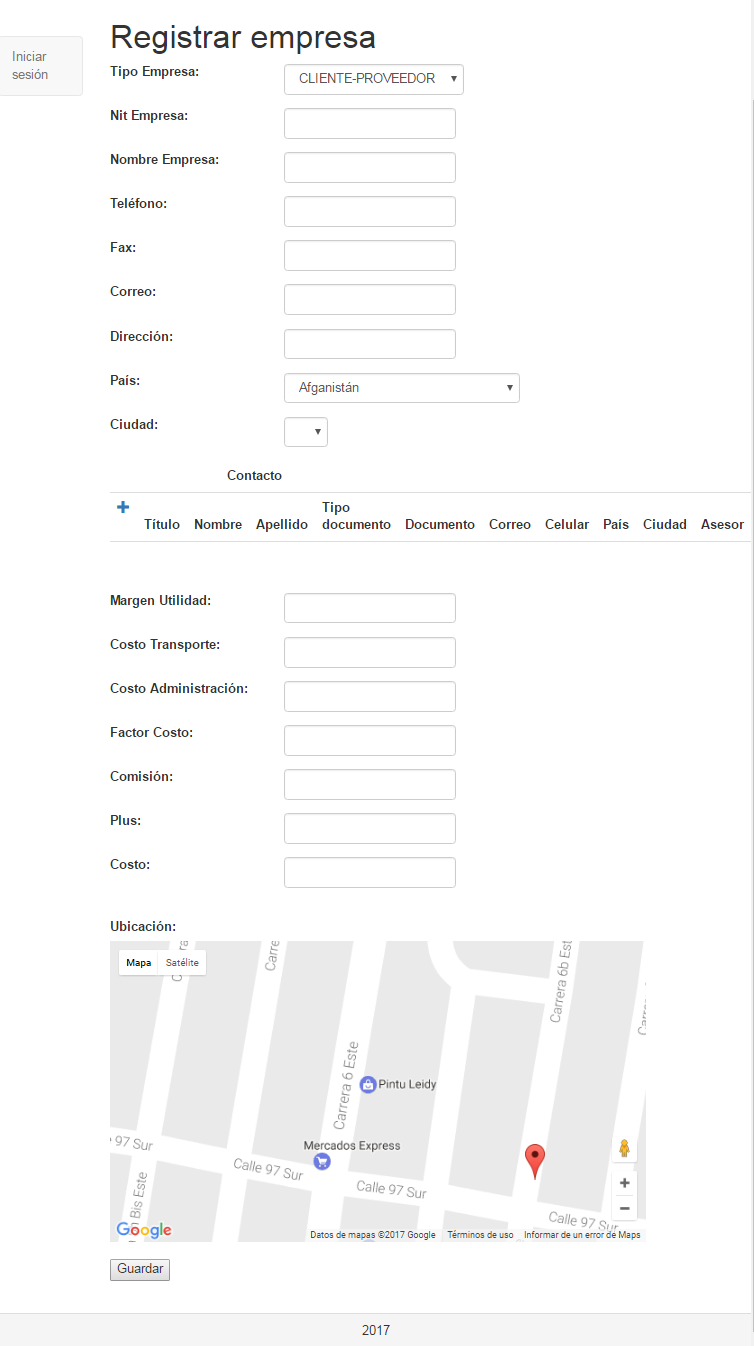 Registrar empresa
Iniciar
sesión
Tipo Empresa:
CLIENTE-PROVEEDOR
Nit Empresa:
Nombre Empresa:
Teléfono:
Fax:
Correo:
Dirección:
País:
Afganistán
Ciudad:
Contacto
Título Nombre Apellido Tipo documento Documento Correo Celular País Ciudad Asesor
Margen Utilidad:
Costo Transporte:
Costo Administración:
Factor Costo:
Comisión:
Plus:
Costo:
Ubicación:
Mapa Satélite
Carrera 6 Este
Carrera 6b Est
Pintu Leidy
Mercados Express
97 Sur
Calle 97 Sur
Calle 97 Sur
Calle 97 Sur
Bis Este
Google
Datos de mapas ©2017 Google Términos de uso Informar de un error de Maps
Guardar
2017